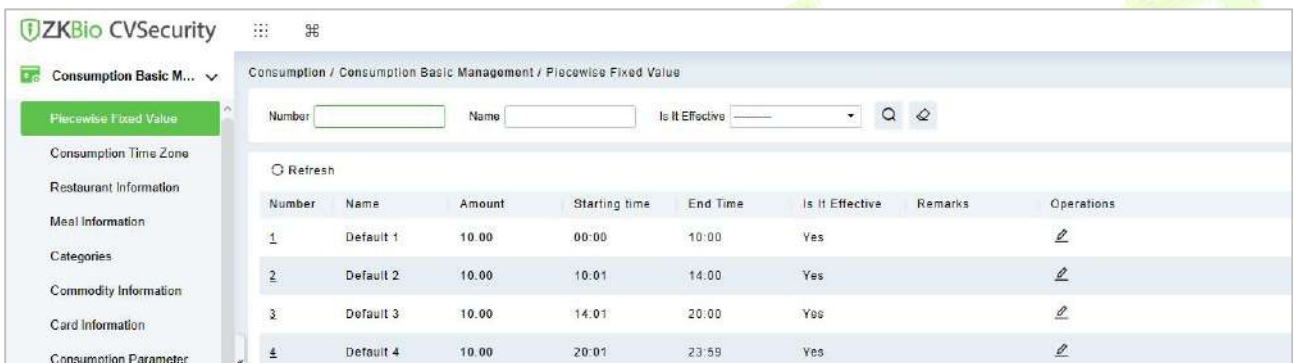 ZKBio CVSecurity
Consumption Basic M...
Consumption / Consumption Basic Management / Piecewise Fixed Value
Piecewise Fixed Value
Number Name Is It Effective ---------
Consumption Time Zone
Refresh
Restaurant Information
Number Name Amount Starting time End Time Is It Effective Remarks Operations
Meal Information
1 Default 1 10.00 00:00 10:00 Yes
Categories
2 Default 2 10.00 10:01 14:00 Yes
Commodity Information
3 Default 3 10.00 14:01 20:00 Yes
Card Information
4 Default 4 10.00 20:01 23:59 Yes
Consumption Parameter